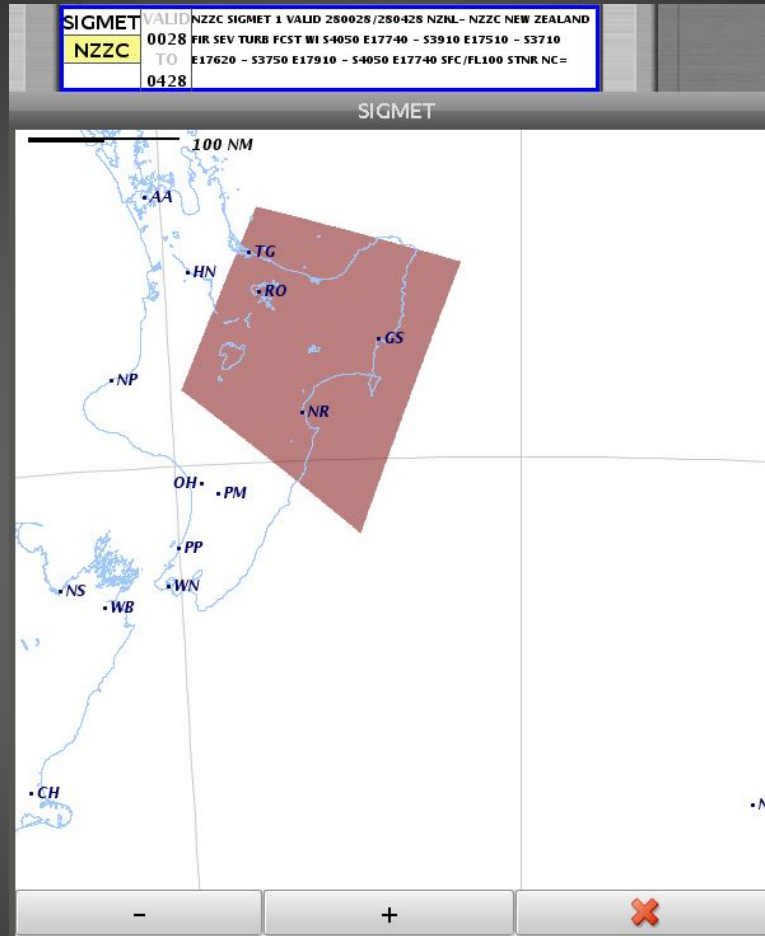 SIGMET
NZZC
VALID
0028
TO
0428
NZZC SIGMET 1 VALID 280028/280428 NZKL- NZZC NEW ZEALAND
FIR SEV TURB FCST WI S4050 E17740 - S3910 E17510 - S3710
E17620 - S3750 E17910 - S4050 E17740 SFC/FL100 STNR NC=
SIGMET
100 NM
AA
TG
HN
RO
GS
NP
NR
OH
PM
PP
WN
NS
WB
CH
-
+